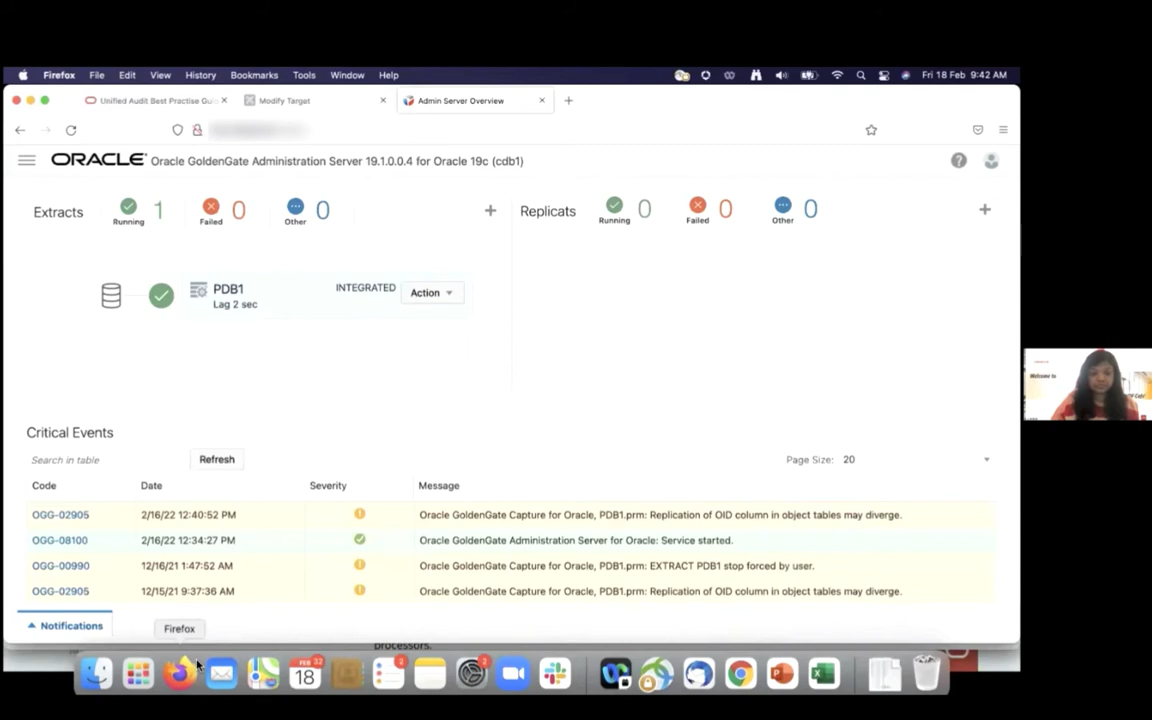 Firefox File Edit View History Bookmarks Tools Window Help Fri 18 Feb 9:42 AM
Unified Audit Best Practise Gui Modify Target Admin Server Overview
ORACLE Oracle GoldenGate Administration Server 19.1.0.0.4 for Oracle 19c (cdb1)
Extracts Running 1 Failed 0 Other 0 Replicats Running 0 Failed 0 Other 0
PDB1 INTEGRATED Action
Lag 2 sec
Welcome to
Critical Events
Search in table Refresh Page Size: 20
Code Date Severity Message
OGG-02905 2/16/22 12:40:52 PM Oracle GoldenGate Capture for Oracle, PDB1.prm: Replication of OID column in object tables may diverge.
OGG-08100 2/16/22 12:34:27 PM Oracle GoldenGate Administration Server for Oracle: Service started.
OGG-00990 12/16/21 1:47:52 AM Oracle GoldenGate Capture for Oracle, PDB1.prm: EXTRACT PDB1 stop forced by user.
OGG-02905 12/15/21 9:37:36 AM Oracle GoldenGate Capture for Oracle, PDB1.prm: Replication of OID column in object tables may diverge.
Notifications Firefox
processors.
FEB
18
2
2